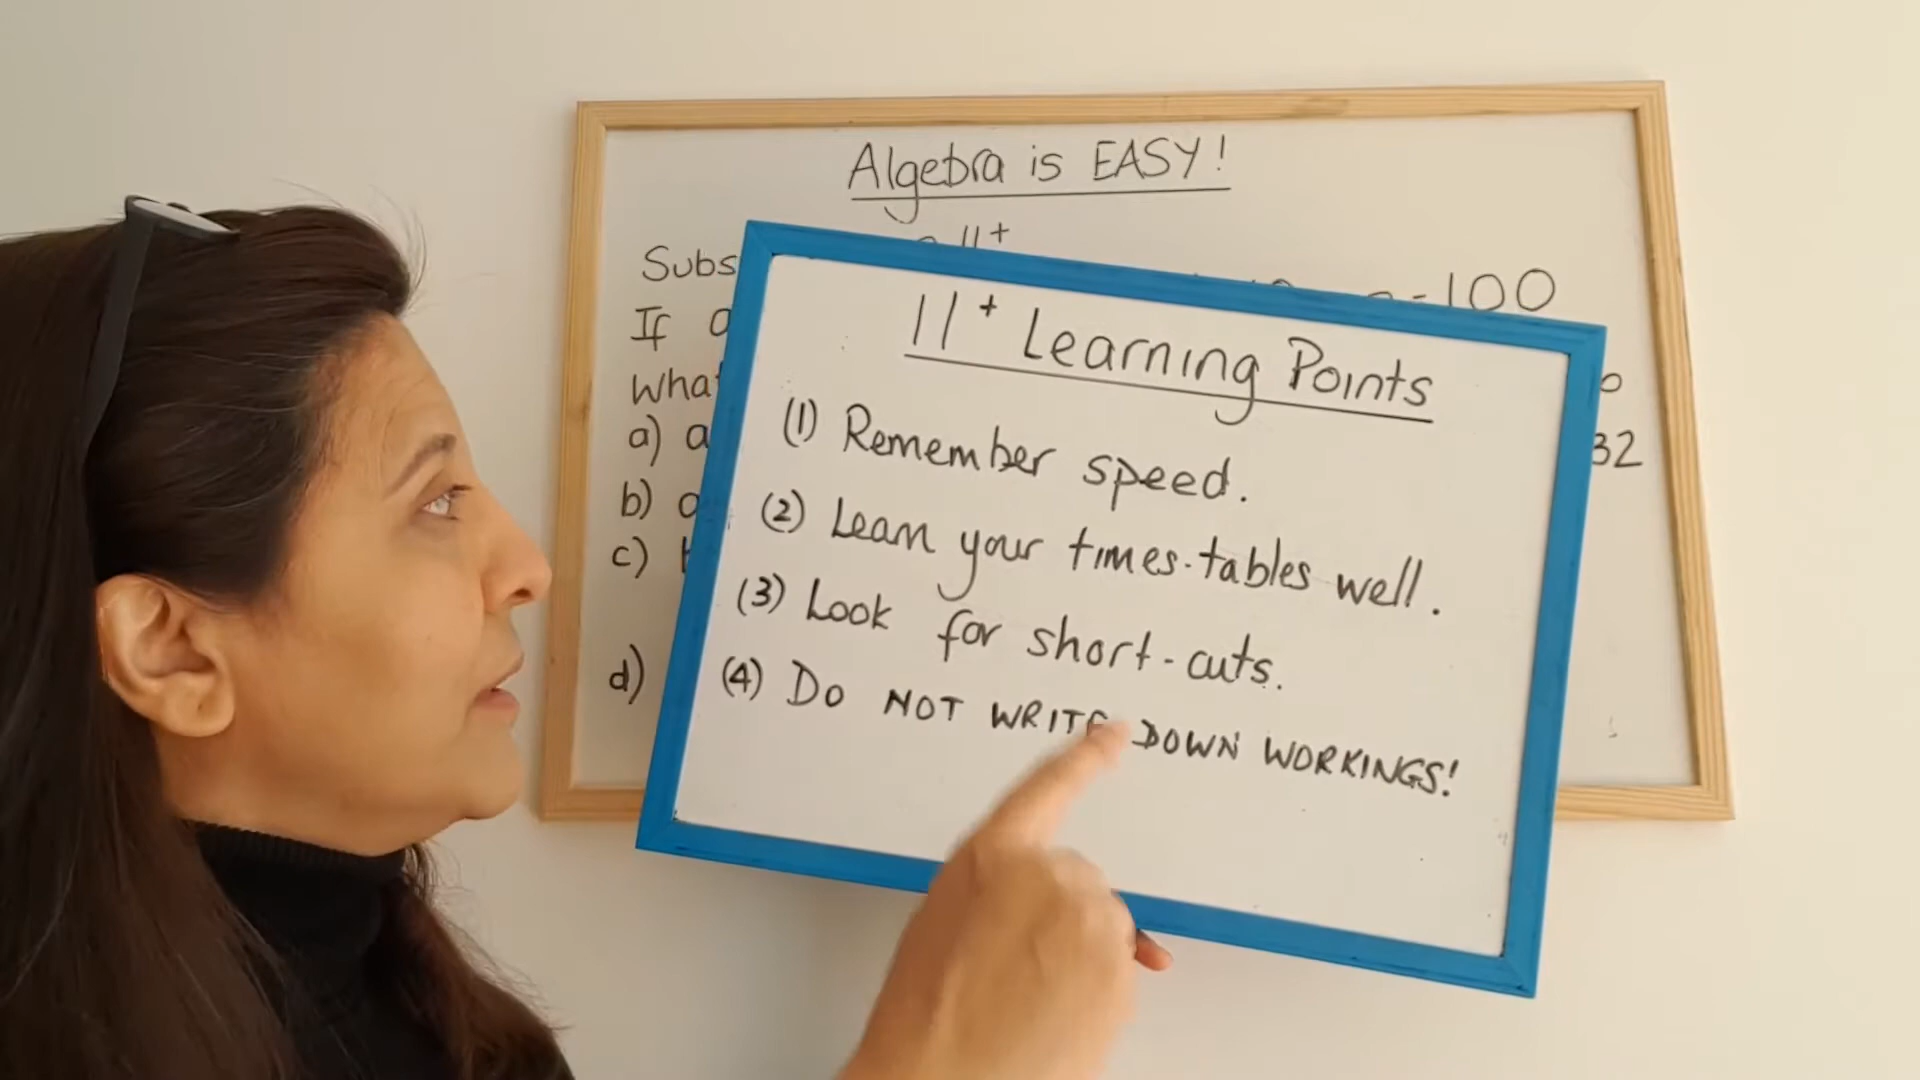 Algebra is EASY!
11+
Subs
= 100
If a
What
a) a
32
b) a
c)
d)
11+ Learning Points
(1) Remember speed.
(2) Learn your times-tables well.
(3) Look for short-cuts.
(4) DO NOT WRITE DOWN WORKINGS!